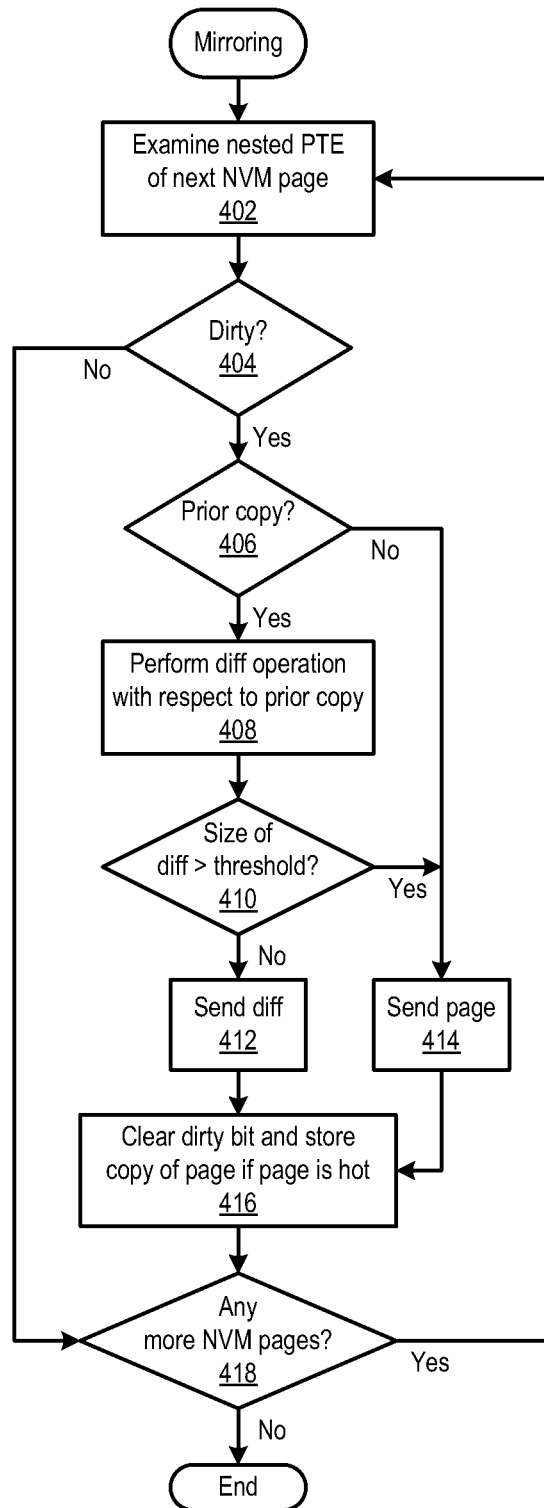 Mirroring
Examine nested PTE
of next NVM page
402
Dirty?
404
No
Yes
Prior copy?
406
No
Yes
Perform diff operation
with respect to prior copy
408
Size of
diff > threshold?
410
Yes
No
Send diff
412
Send page
414
Clear dirty bit and store
copy of page if page is hot
416
Any
more NVM pages?
418
Yes
No
End